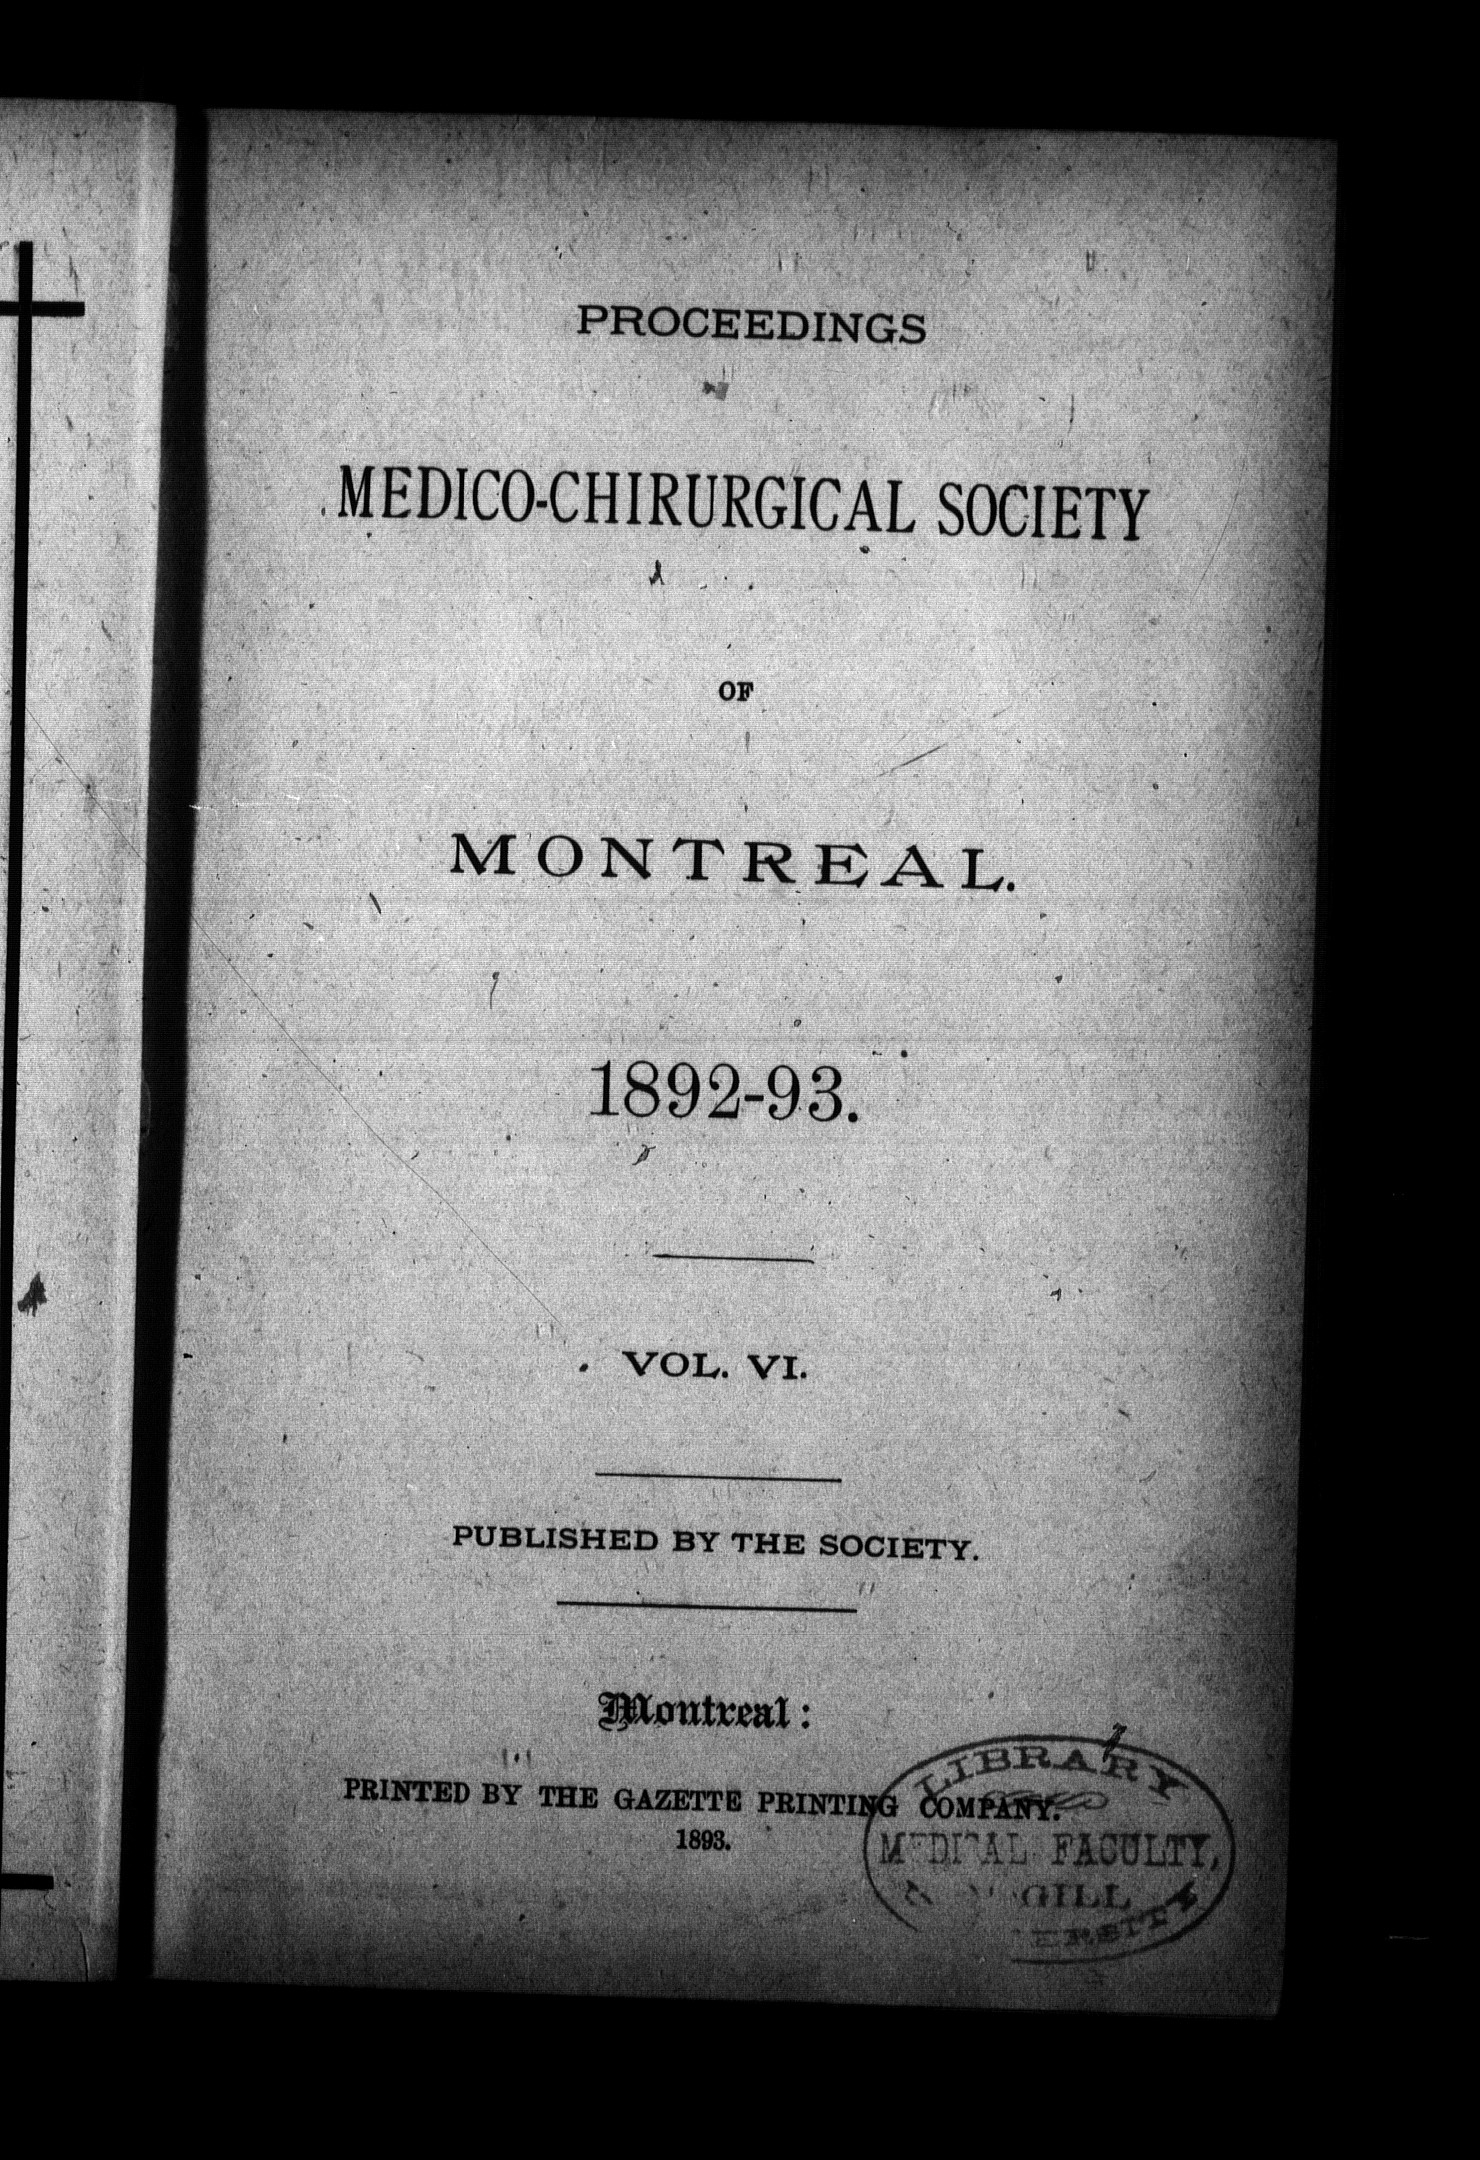 PROCEEDINGS
MEDICO-CHIRURGICAL SOCIETY
OF
MONTREAL.
1892-93.
VOL. VI.
PUBLISHED BY THE SOCIETY.
Montreal:
PRINTED BY THE GAZETTE PRINTING COMPANY.
1893.
LIBRARY
MEDICAL FACULTY,